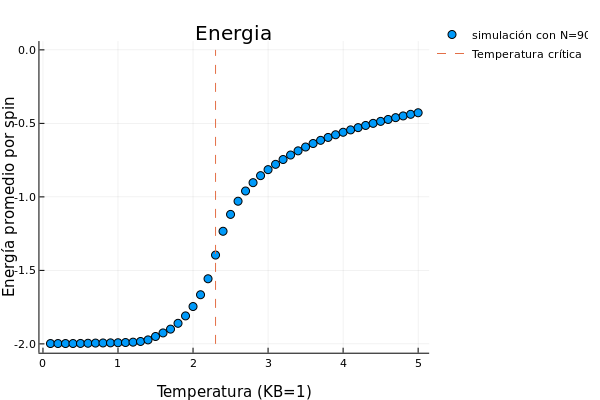 Energia
simulación con N=90
Temperatura crítica
Energía promedio por spin
0.0
-0.5
-1.0
-1.5
-2.0
0 1 2 3 4 5
Temperatura (KB=1)